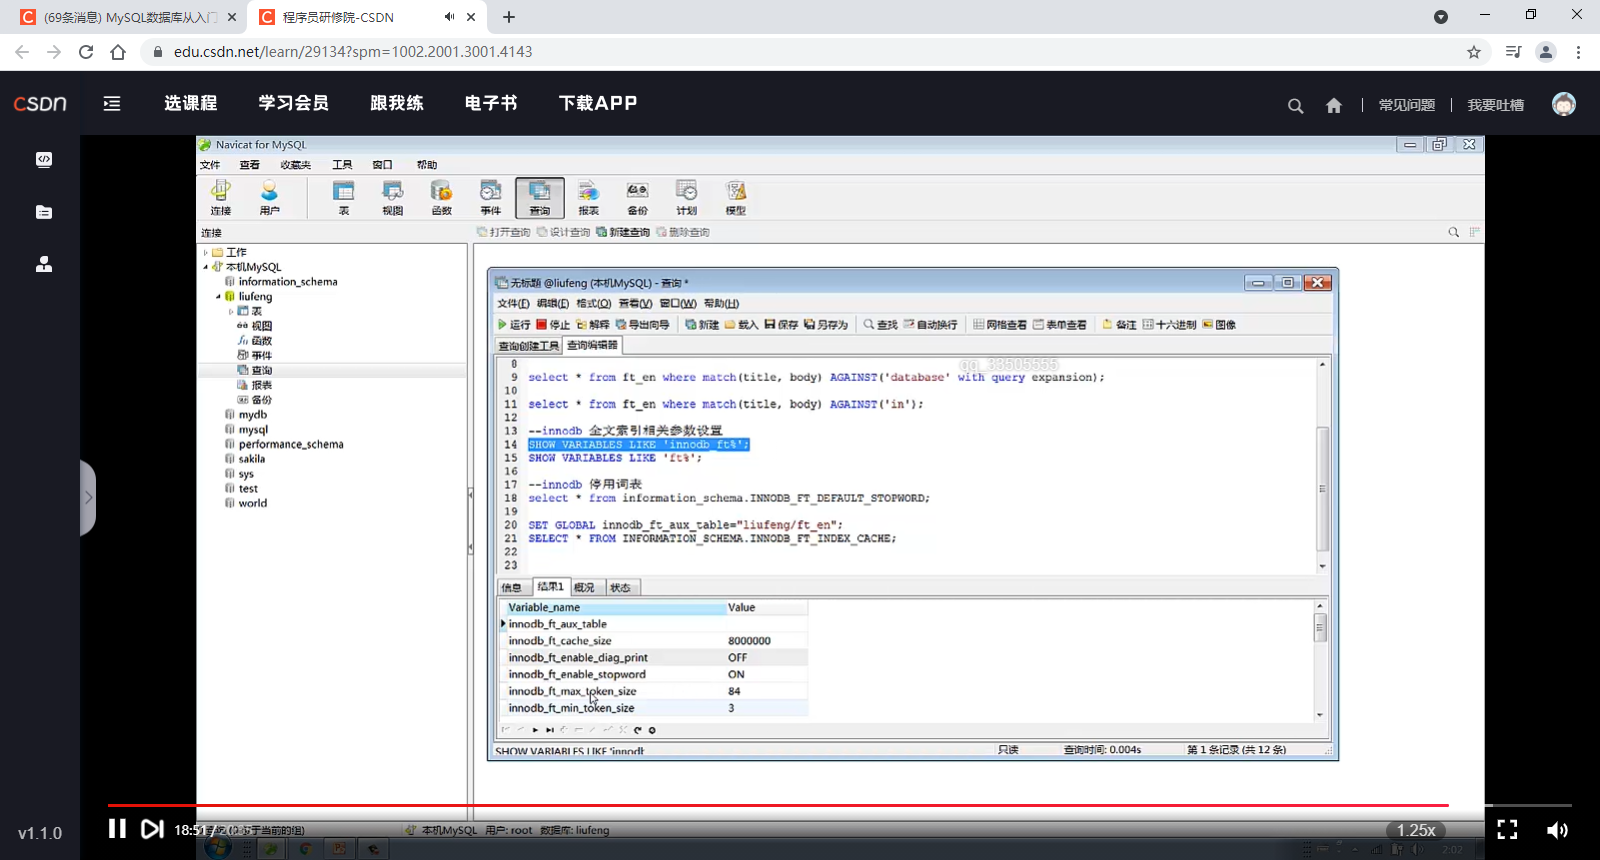 (69条消息) MySQL数据库从入门
程序员研修院-CSDN
edu.csdn.net/learn/29134?spm=1002.2001.3001.4143
CSDN
选课程 学习会员 跟我练 电子书 下载APP
常见问题 我要吐槽
Navicat for MySQL
文件 查看 收藏夹 工具 窗口 帮助
连接 用户 表 视图 函数 事件 查询 报表 备份 计划 模型
连接
打开查询 设计查询 新建查询 删除查询
工作
本机MySQL
information_schema
liufeng
表
视图
函数
事件
查询
报表
备份
mydb
mysql
performance_schema
sakila
sys
test
world
无标题 @liufeng (本机MySQL) - 查询 *
文件(F) 编辑(E) 格式(O) 查看(V) 窗口(W) 帮助(H)
运行 停止 解释 导出向导 新建 载入 保存 另存为 查找 自动换行 网格查看 表单查看 备注 十六进制 图像
查询创建工具 查询编辑器
qq_33505555
8
9 select * from ft_en where match(title, body) AGAINST('database' with query expansion);
10
11 select * from ft_en where match(title, body) AGAINST('in');
12
13 --innodb 全文索引相关参数设置
14 SHOW VARIABLES LIKE 'innodb_ft%';
15 SHOW VARIABLES LIKE 'ft%';
16
17 --innodb 停用词表
18 select * from information_schema.INNODB_FT_DEFAULT_STOPWORD;
19
20 SET GLOBAL innodb_ft_aux_table="liufeng/ft_en";
21 SELECT * FROM INFORMATION_SCHEMA.INNODB_FT_INDEX_CACHE;
22
23
信息 结果1 概况 状态
Variable_name Value
innodb_ft_aux_table
innodb_ft_cache_size 8000000
innodb_ft_enable_diag_print OFF
innodb_ft_enable_stopword ON
innodb_ft_max_token_size 84
innodb_ft_min_token_size 3
SHOW VARIABLES LIKE 'innodb
只读 查询时间: 0.004s 第 1 条记录 (共 12 条)
v1.1.0
18:51 /
于当前的组)
本机MySQL 用户: root 数据库: liufeng
1.25x
2:02